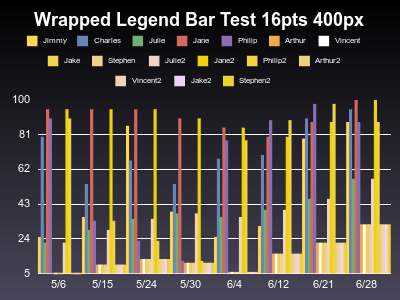 Wrapped Legend Bar Test 16pts 400px
Jimmy Charles Julie Jane Philip Arthur Vincent
Jake Stephen Julie2 Jane2 Philip2 Arthur2
Vincent2 Jake2 Stephen2
100
81
62
43
24
5
5/6 5/15 5/24 5/30 6/4 6/12 6/21 6/28